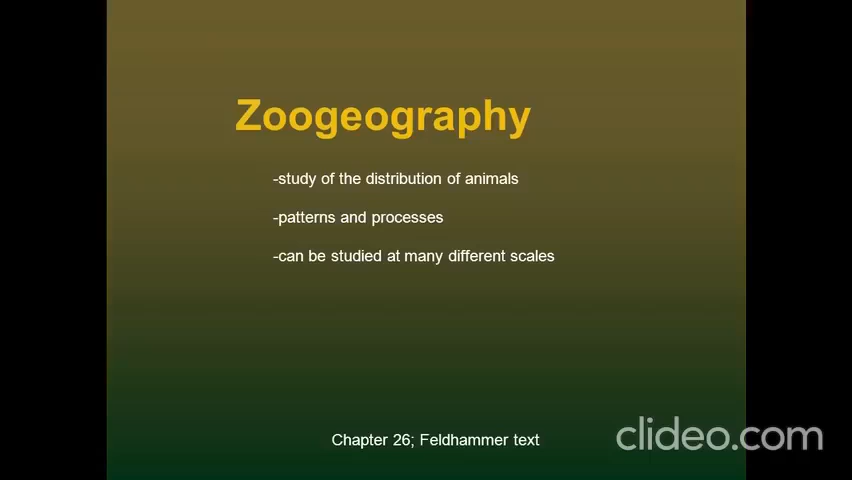 Zoogeography
-study of the distribution of animals
-patterns and processes
-can be studied at many different scales
Chapter 26; Feldhammer text
clideo.com